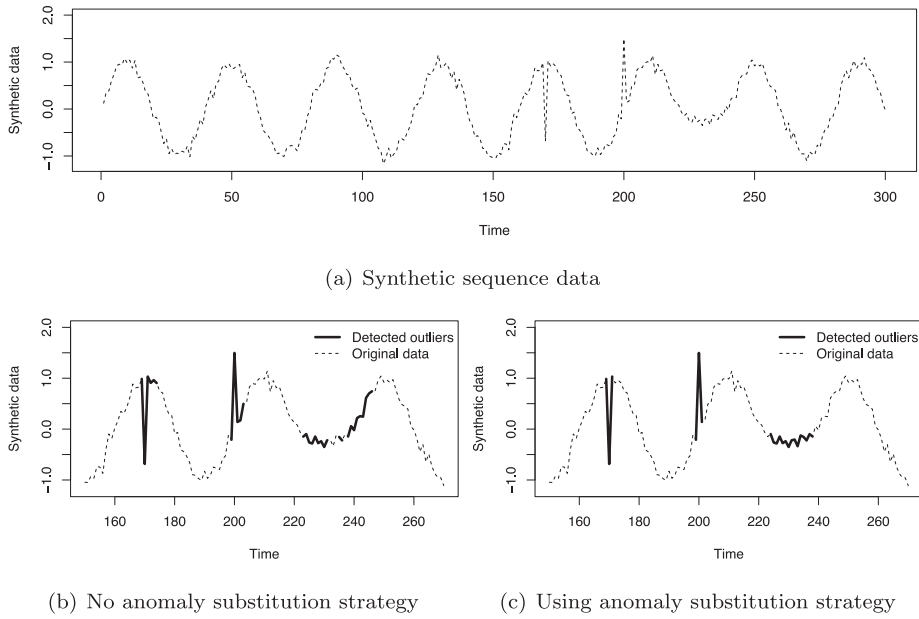 2.0
1.0
0.0
−1.0
Synthetic data
0 50 100 150 200 250 300
Time
(a) Synthetic sequence data
2.0
1.0
0.0
−1.0
Synthetic data
Detected outliers
Original data
160 180 200 220 240 260
Time
(b) No anomaly substitution strategy
2.0
1.0
0.0
−1.0
Synthetic data
Detected outliers
Original data
160 180 200 220 240 260
Time
(c) Using anomaly substitution strategy